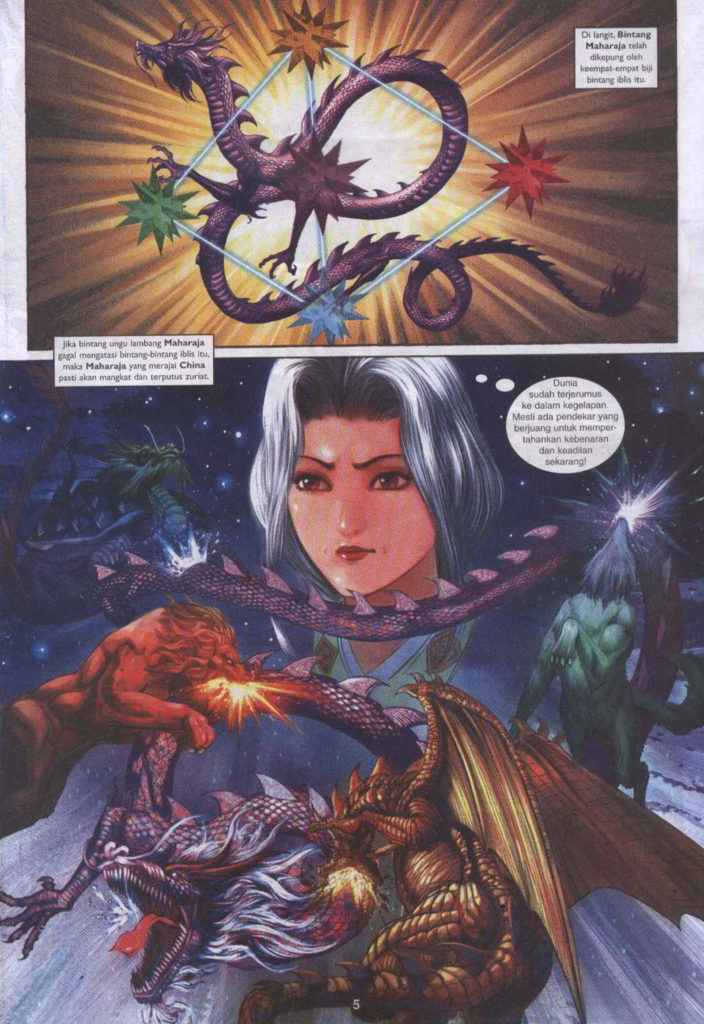 Di langit, Bintang
Maharaja telah
dikepung oleh
keempat-empat biji
bintang iblis itu.
Jika bintang ungu lambang Maharaja
gagal mengatasi bintang-bintang iblis itu,
maka Maharaja yang merajai China
pasti akan mangkat dan terputus zuriat.
Dunia
sudah terjerumus
ke dalam kegelapan.
Mesti ada pendekar yang
berjuang untuk memper-
tahankan kebenaran
dan keadilan
sekarang!
5